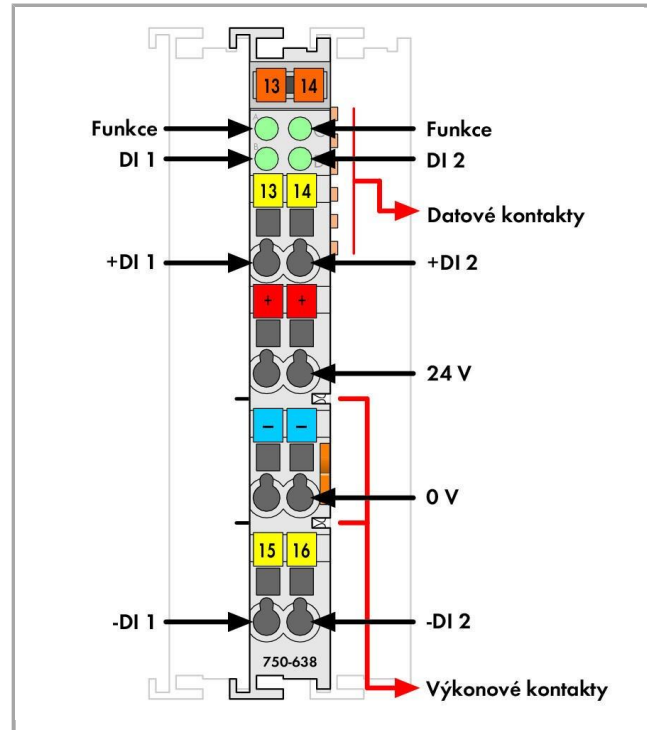 13 14
A C
Funkce Funkce
B D
DI 1 DI 2
13 14
Datové kontakty
+DI 1 +DI 2
+ +
24 V
− −
0 V
15 16
-DI 1 -DI 2
750-638
Výkonové kontakty